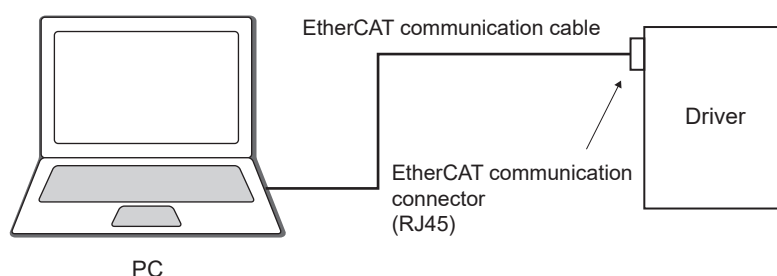 EtherCAT communication cable
Driver
EtherCAT communication
connector
(RJ45)
PC